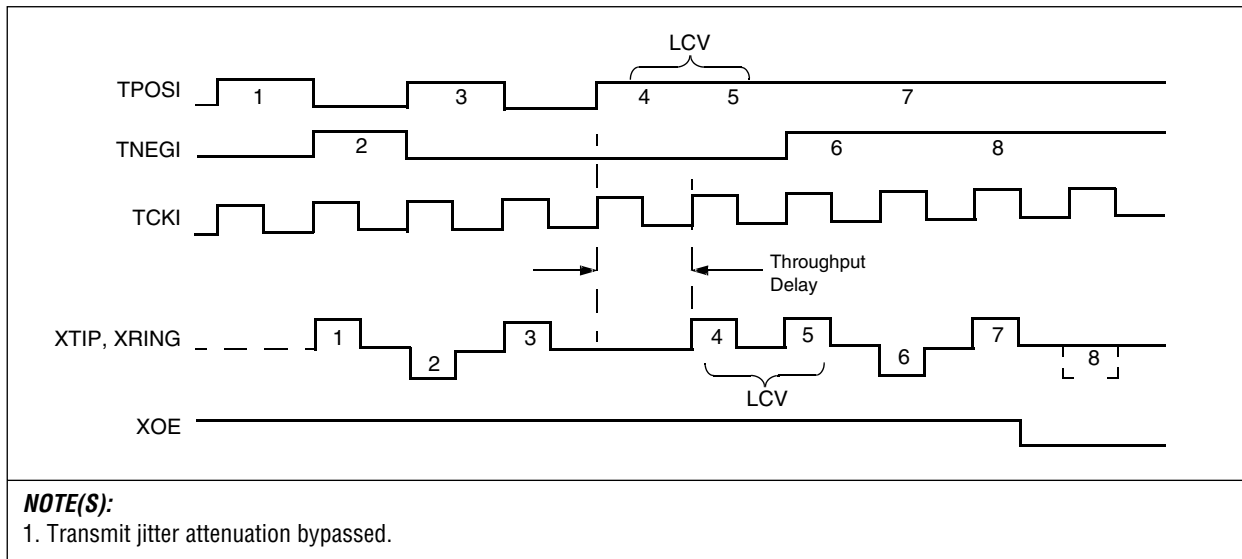 LCV
TPOSI
1
3
4
5
7
TNEGI
2
6
8
TCKI
Throughput
Delay
XTIP, XRING
1
2
3
4
5
6
7
8
LCV
XOE
NOTE(S):
1. Transmit jitter attenuation bypassed.